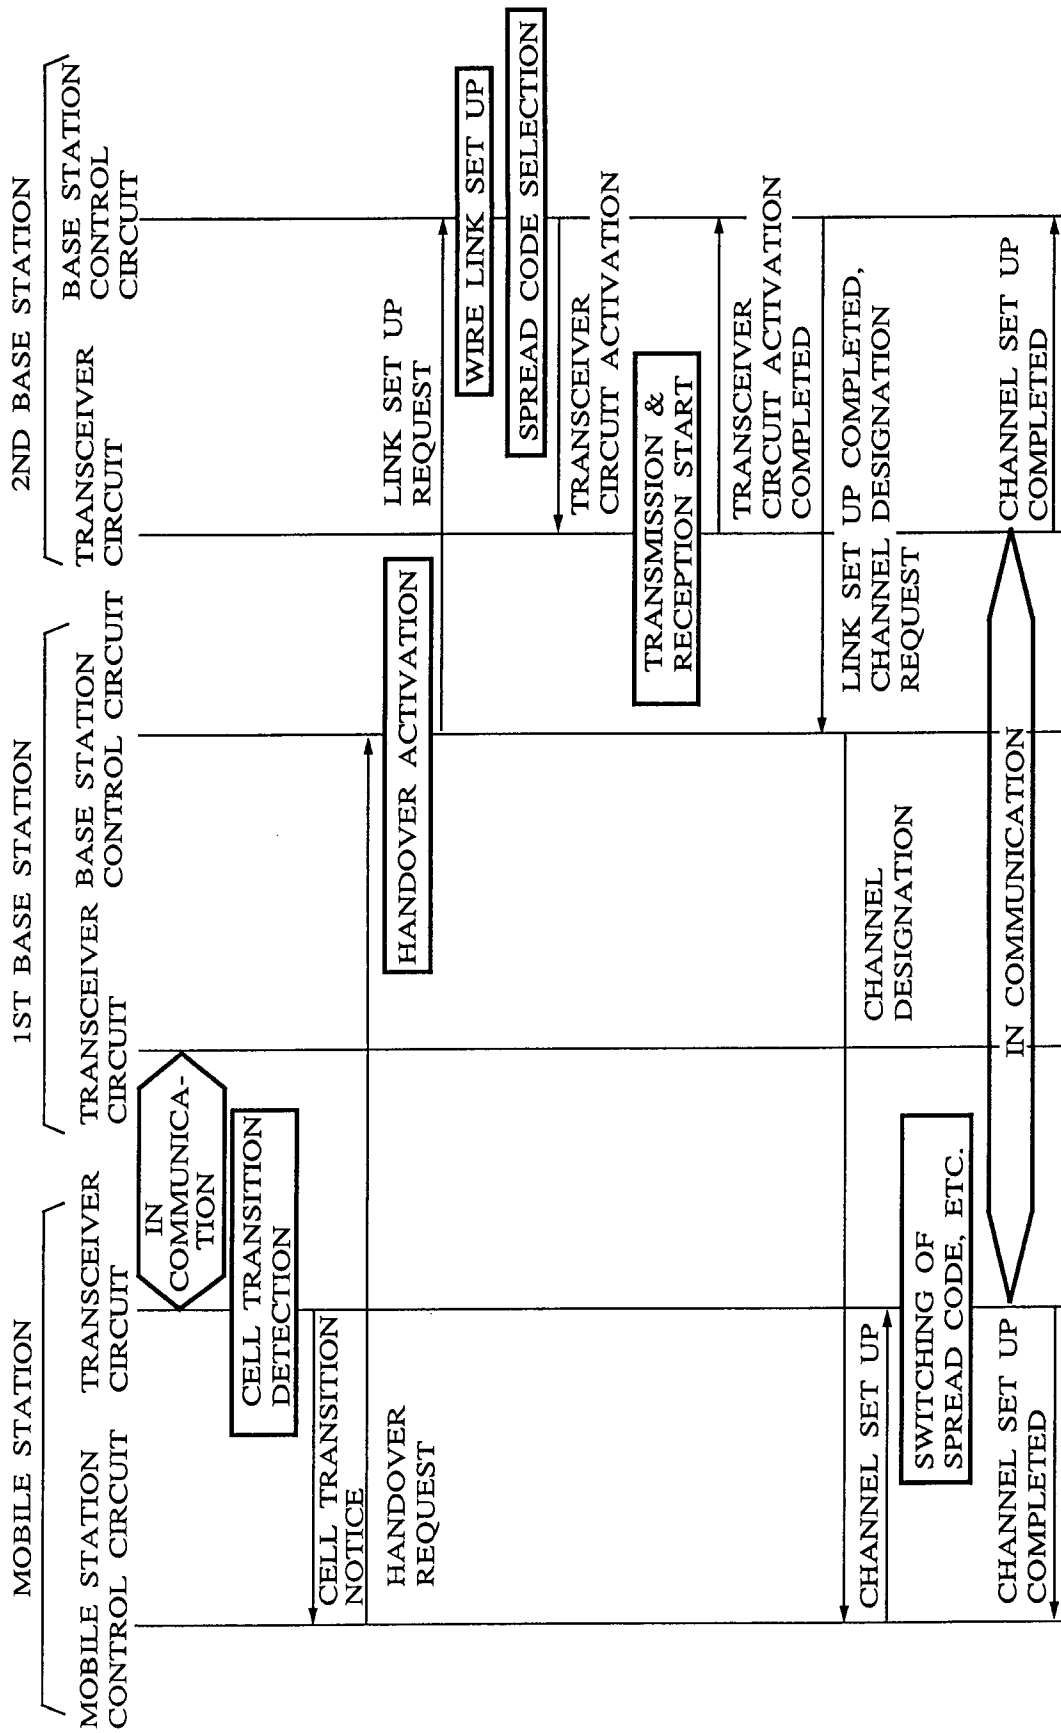 MOBILE STATION
1ST BASE STATION
2ND BASE STATION
MOBILE STATION
CONTROL CIRCUIT
TRANSCEIVER
CIRCUIT
TRANSCEIVER
CIRCUIT
BASE STATION
CONTROL CIRCUIT
TRANSCEIVER
CIRCUIT
BASE STATION
CONTROL
CIRCUIT
IN
COMMUNICA-
TION
CELL TRANSITION
DETECTION
CELL TRANSITION
NOTICE
HANDOVER
REQUEST
HANDOVER ACTIVATION
LINK SET UP
REQUEST
WIRE LINK SET UP
SPREAD CODE SELECTION
TRANSCEIVER
CIRCUIT ACTIVATION
TRANSMISSION &
RECEPTION START
TRANSCEIVER
CIRCUIT ACTIVATION
COMPLETED
LINK SET UP COMPLETED,
CHANNEL DESIGNATION
REQUEST
CHANNEL
DESIGNATION
CHANNEL SET UP
SWITCHING OF
SPREAD CODE, ETC.
IN COMMUNICATION
CHANNEL SET UP
COMPLETED
CHANNEL SET UP
COMPLETED